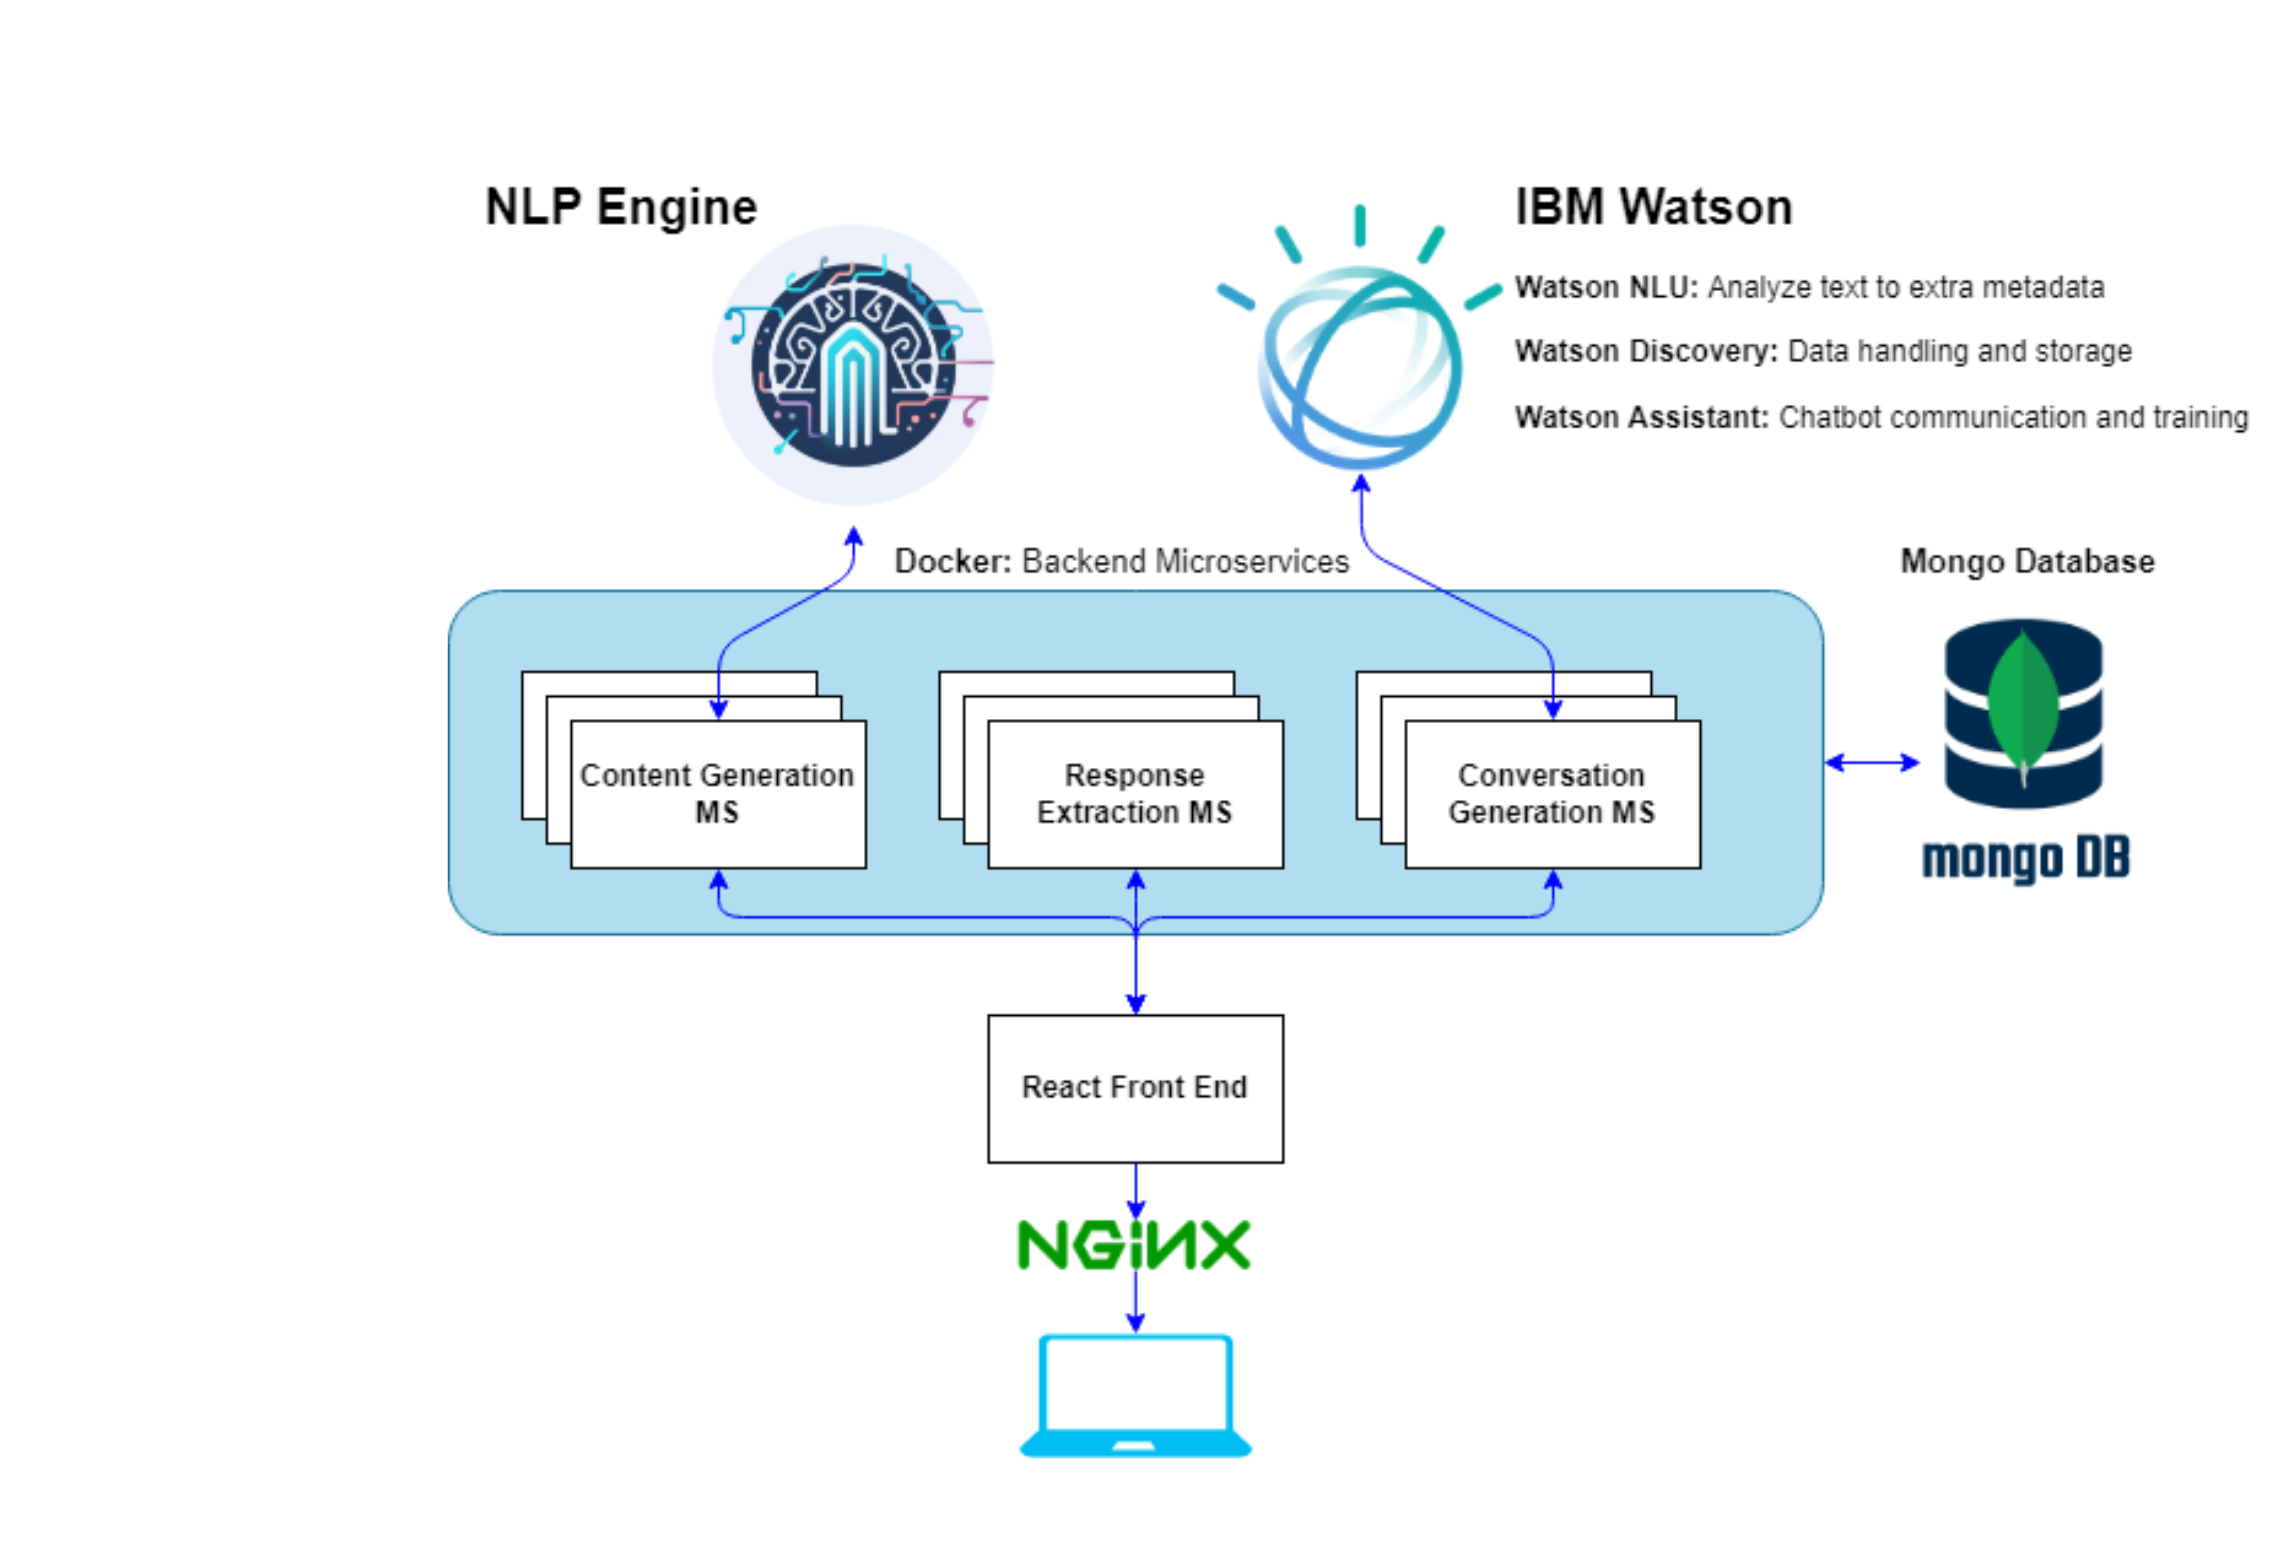 NLP Engine
IBM Watson
Watson NLU: Analyze text to extra metadata
Watson Discovery: Data handling and storage
Watson Assistant: Chatbot communication and training
Docker: Backend Microservices
Mongo Database
Content Generation
MS
Response
Extraction MS
Conversation
Generation MS
mongo DB
React Front End
NGiNX